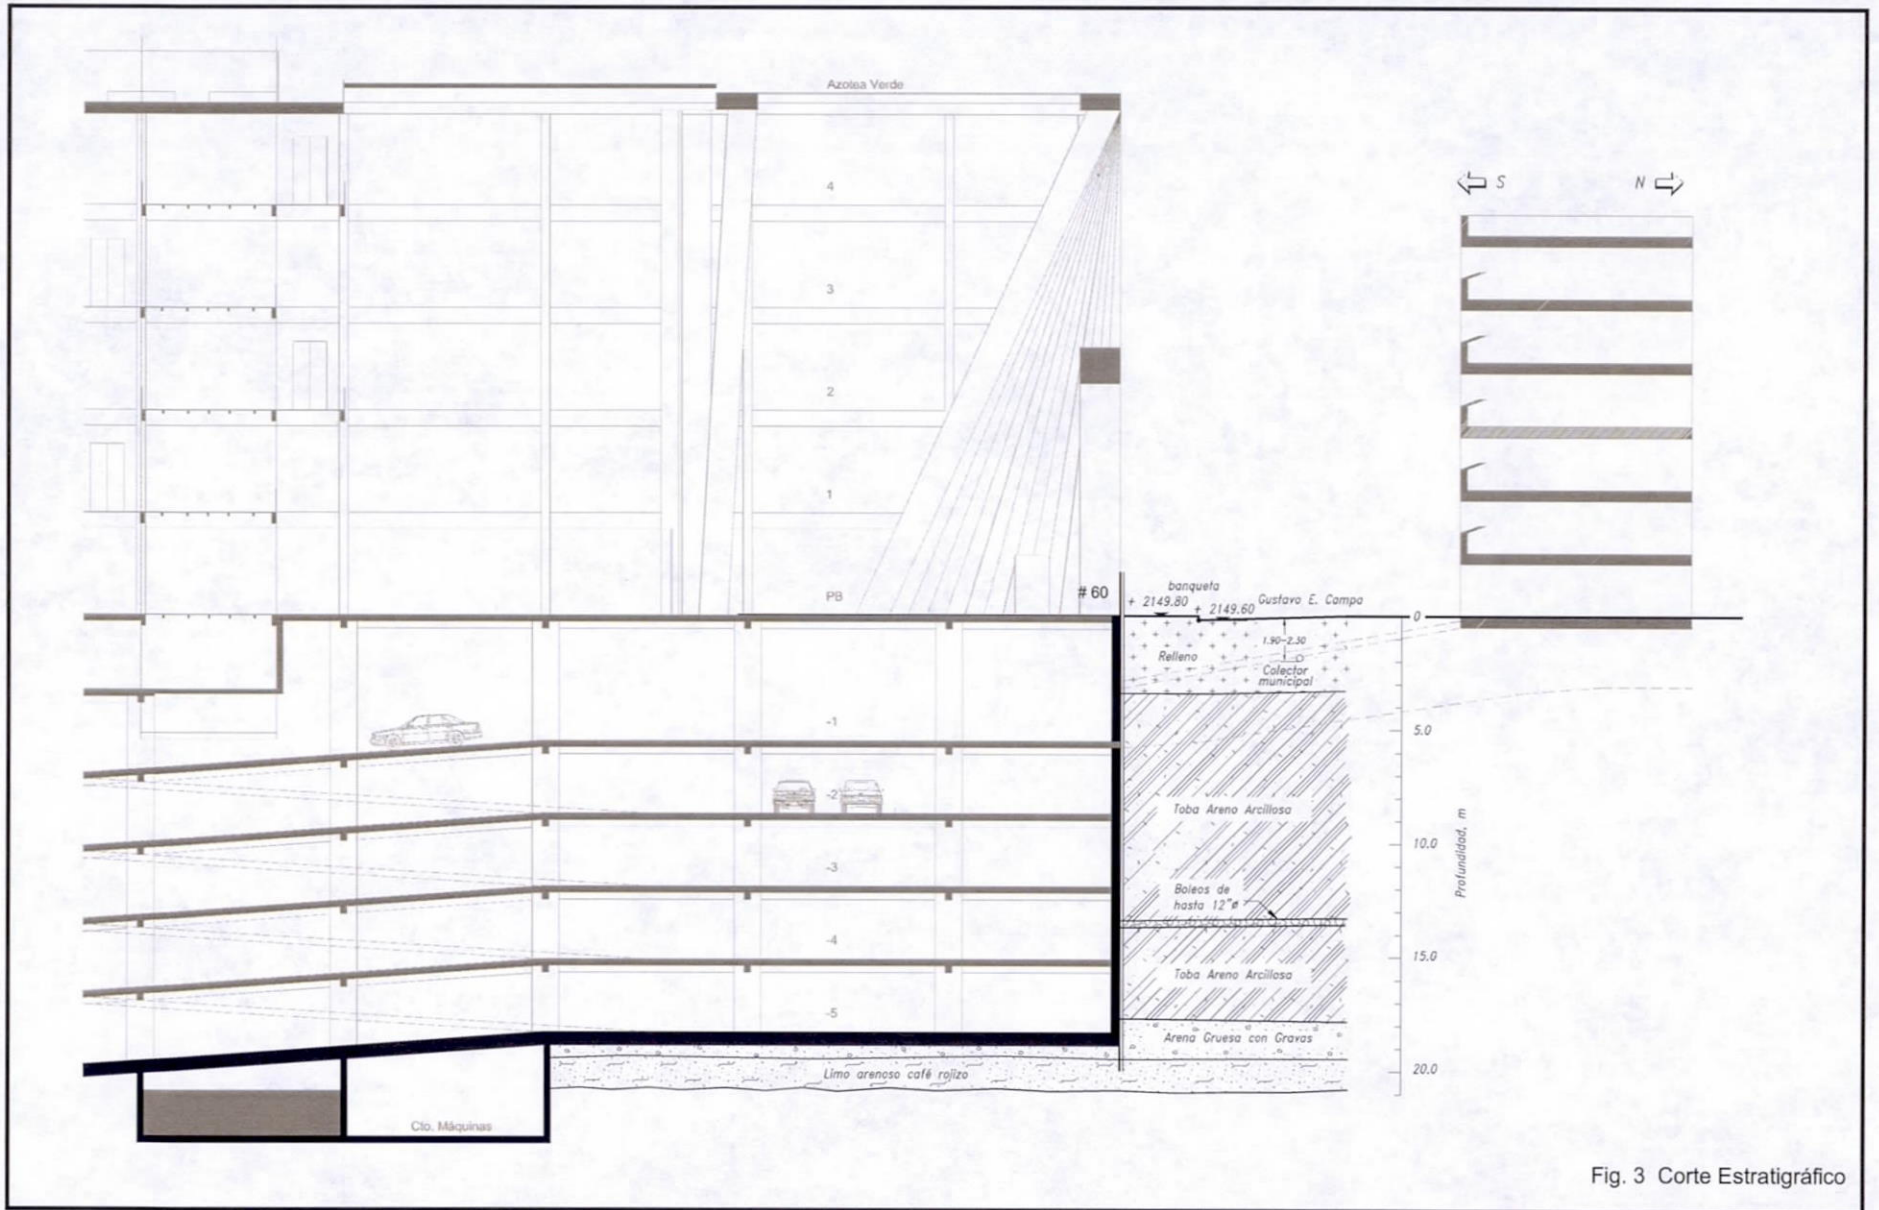 Azotea Verde
4
S
N
3
2
1
PB
# 60
banqueta
+ 2149.80
+ 2149.60
Gustavo E. Campa
0
1.90-2.30
Relleno
Colector
municipal
-1
5.0
-2
Toba Areno Arcillosa
10.0
Profundidad, m
-3
Boleos de
hasta 12"ø
-4
15.0
Toba Areno Arcillosa
-5
Arena Gruesa con Gravas
20.0
Limo arenoso café rojizo
Cto. Máquinas
Fig. 3 Corte Estratigráfico